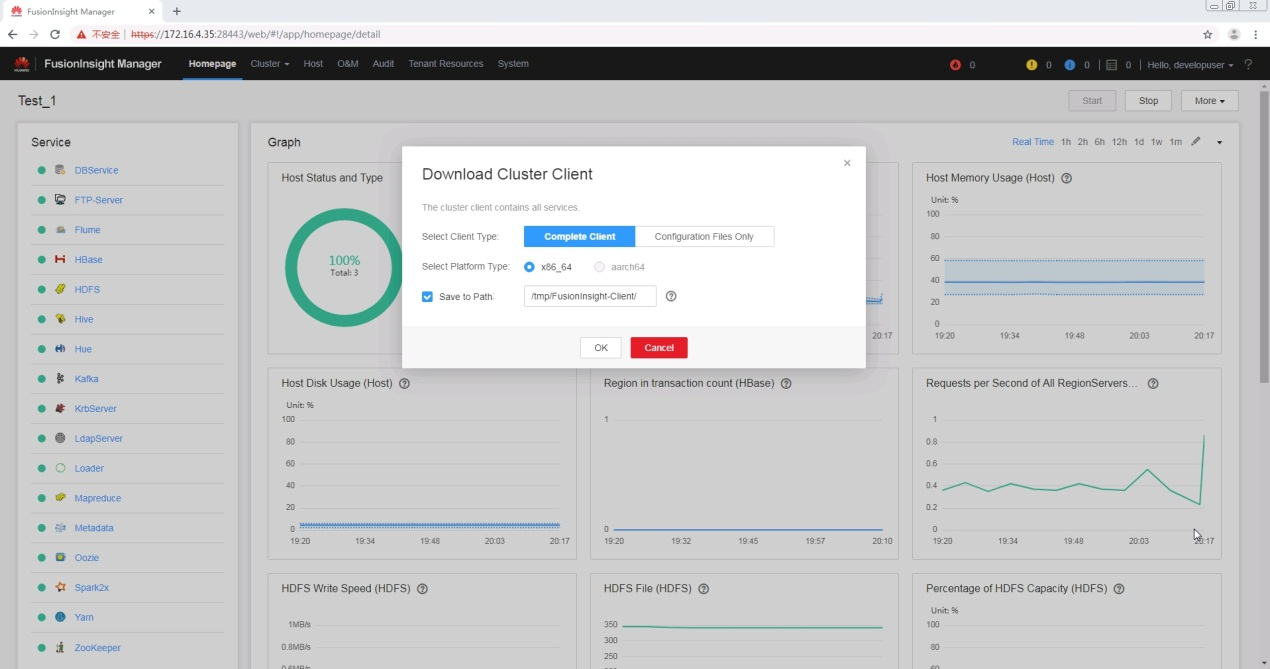 FusionInsight Manager
不安全 https://172.16.4.35:28443/web/#!/app/homepage/detail
HUAWEI FusionInsight Manager Homepage Cluster Host O&M Audit Tenant Resources System 0 0 0 0 Hello, developuser
Test_1
Start Stop More
Service
DBService
FTP-Server
Flume
HBase
HDFS
Hive
Hue
Kafka
KrbServer
LdapServer
Loader
Mapreduce
Metadata
Oozie
Spark2x
Yarn
ZooKeeper
Graph
Real Time 1h 2h 6h 12h 1d 1w 1m
Host Status and Type
100%
Total: 3
Download Cluster Client
The cluster client contains all services.
Select Client Type: Complete Client Configuration Files Only
Select Platform Type: x86_64 aarch64
Save to Path: /tmp/FusionInsight-Client/
OK Cancel
20:17
Host Memory Usage (Host)
Unit: %
100
80
60
40
20
0
19:20 19:34 19:48 20:03 20:17
Host Disk Usage (Host)
Unit: %
100
80
60
40
20
0
19:20 19:34 19:48 20:03 20:17
Region in transaction count (HBase)
1
0
19:20 19:32 19:45 19:57 20:10
Requests per Second of All RegionServers...
1
0.8
0.6
0.4
0.2
0
19:20 19:34 19:48 20:03 20:17
HDFS Write Speed (HDFS)
1MB/s
0.8MB/s
0.6MB/s
HDFS File (HDFS)
350
300
250
Percentage of HDFS Capacity (HDFS)
Unit: %
100
80
60